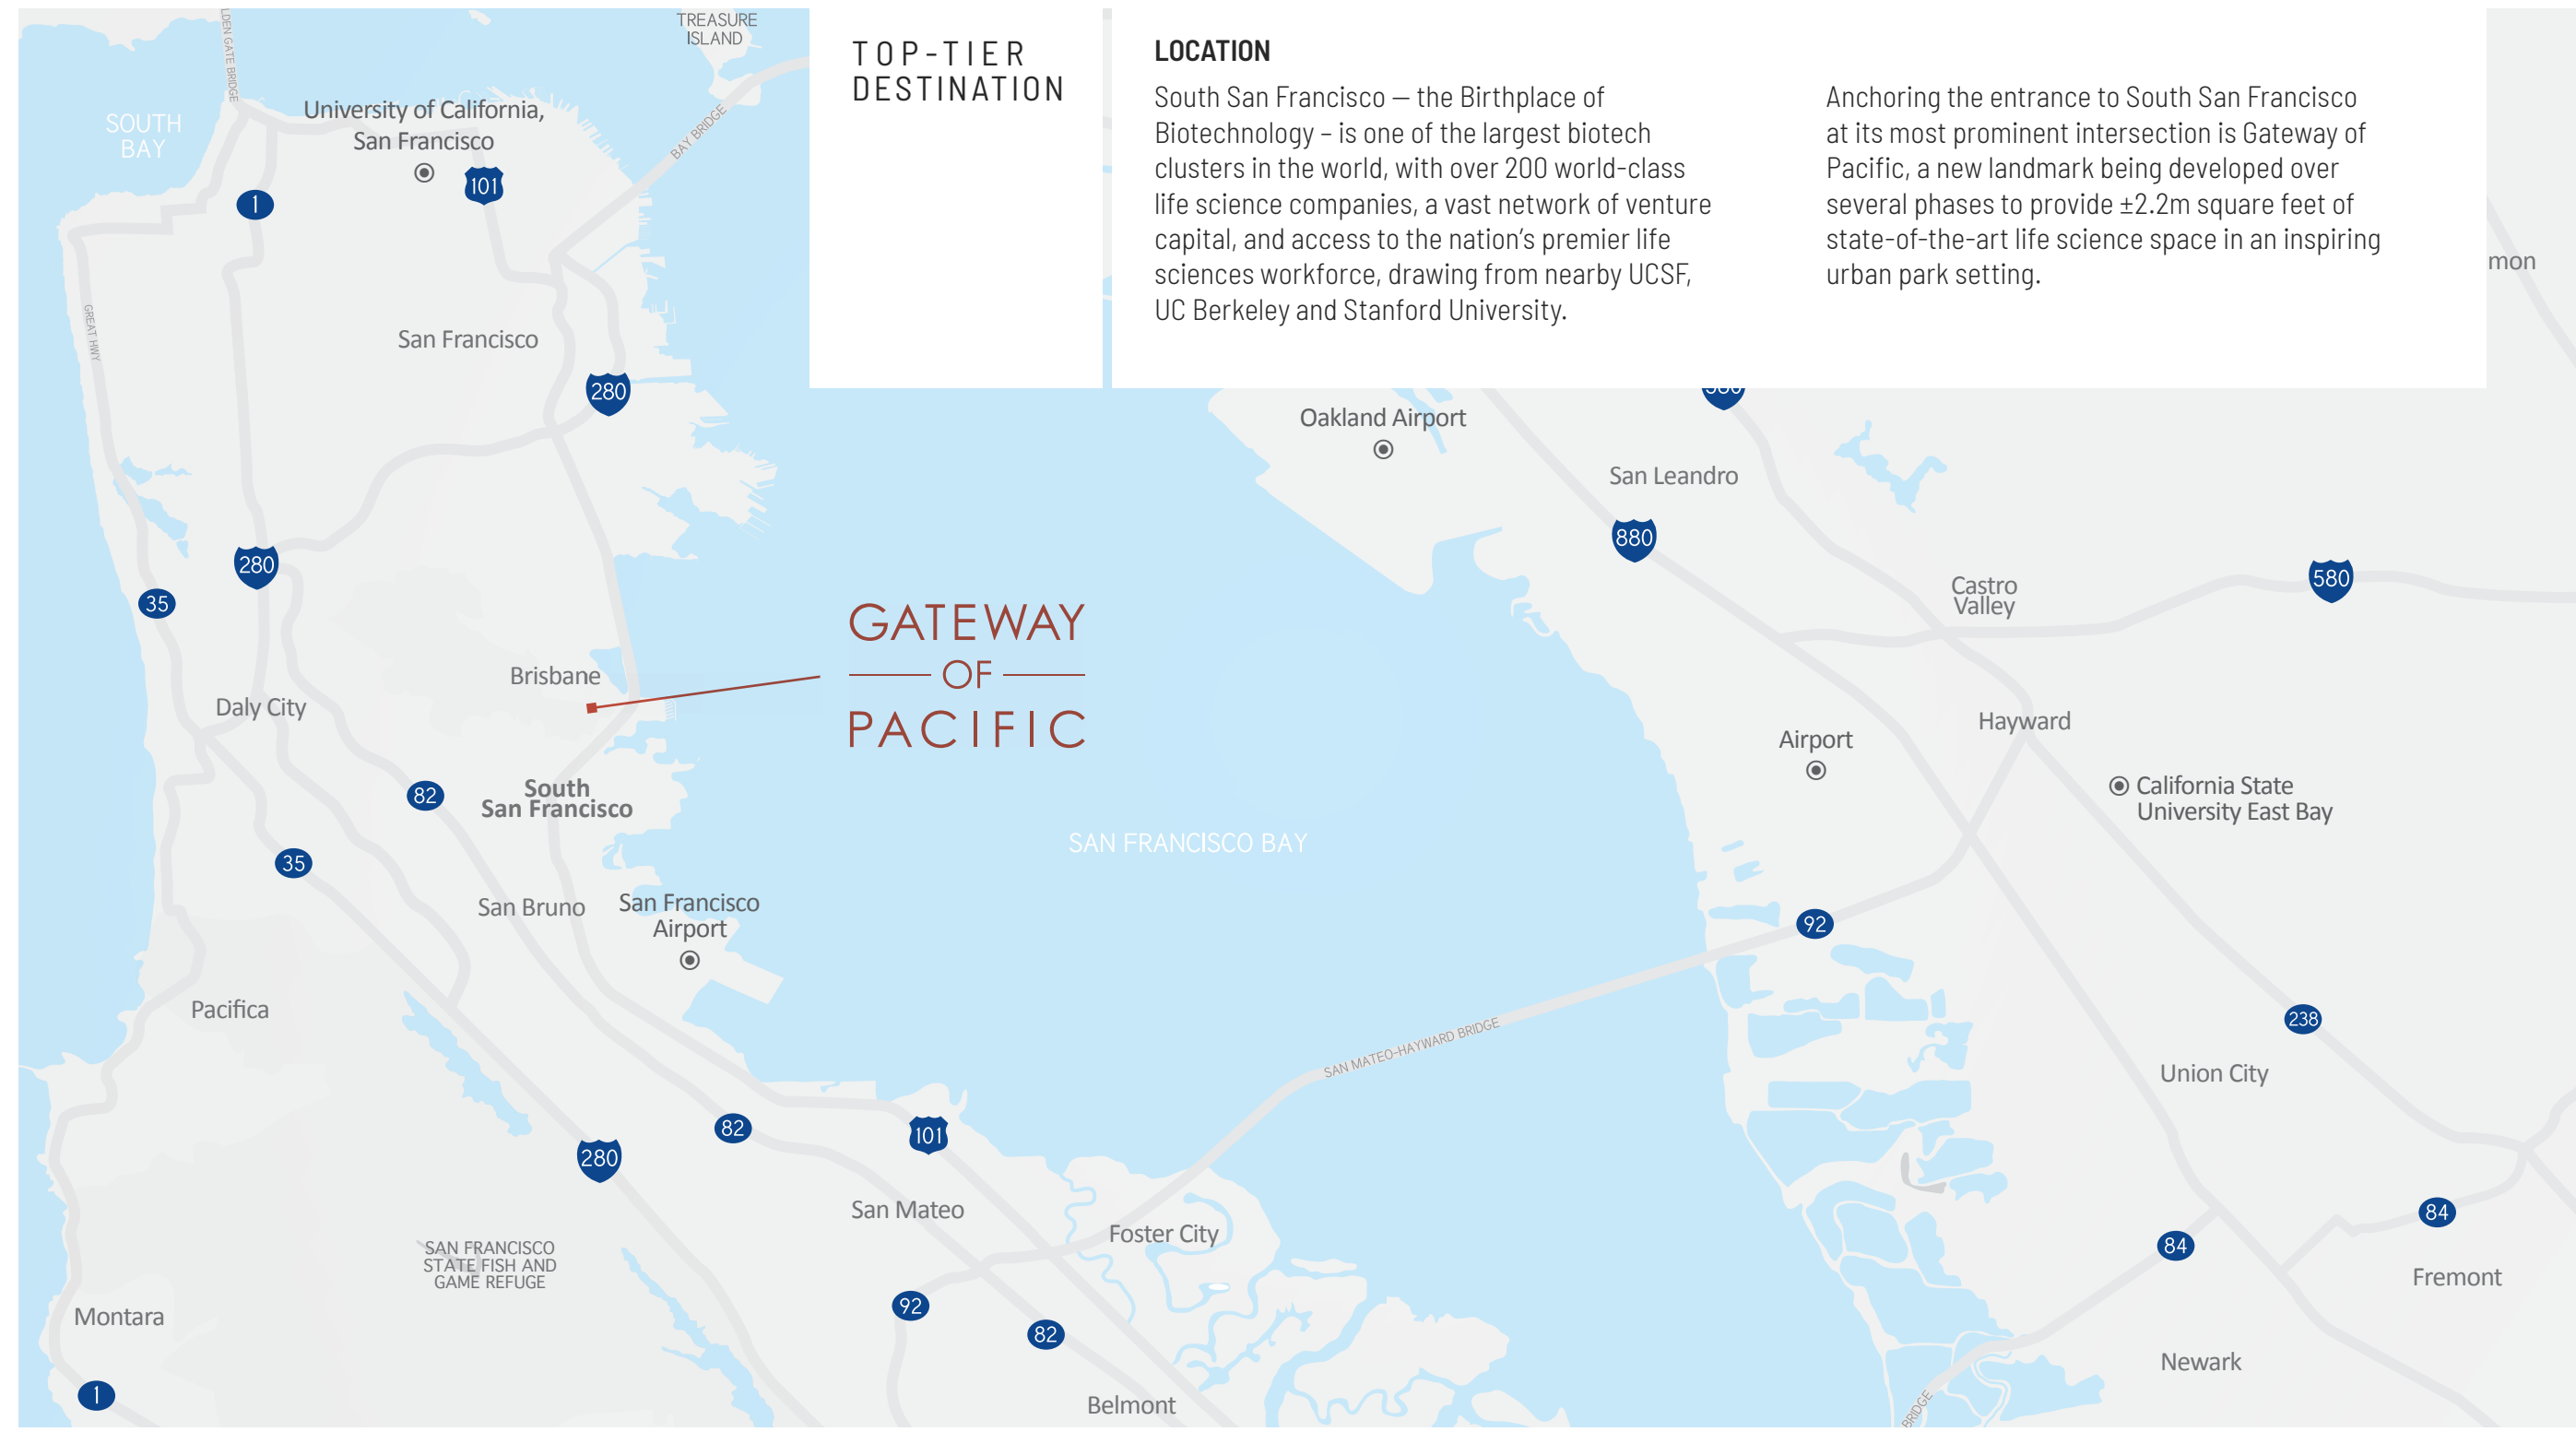 TOP-TIER
DESTINATION
LOCATION
South San Francisco — the Birthplace of
Biotechnology – is one of the largest biotech
clusters in the world, with over 200 world-class
life science companies, a vast network of venture
capital, and access to the nation's premier life
sciences workforce, drawing from nearby UCSF,
UC Berkeley and Stanford University.
Anchoring the entrance to South San Francisco
at its most prominent intersection is Gateway of
Pacific, a new landmark being developed over
several phases to provide ±2.2m square feet of
state-of-the-art life science space in an inspiring
urban park setting.
TREASURE
ISLAND
GATE BRIDGE
BAY BRIDGE
SOUTH
BAY
University of California,
San Francisco
101
1
GREAT HWY
San Francisco
280
mon
Oakland Airport
San Leandro
880
580
Castro
Valley
280
35
GATEWAY
OF
PACIFIC
Brisbane
Daly City
Hayward
Airport
California State
University East Bay
82
South
San Francisco
SAN FRANCISCO BAY
35
San Bruno
San Francisco
Airport
92
Pacifica
SAN MATEO-HAYWARD BRIDGE
238
Union City
82
101
280
San Mateo
Foster City
84
84
SAN FRANCISCO
STATE FISH AND
GAME REFUGE
Fremont
92
82
Montara
Newark
1
Belmont
BRIDGE